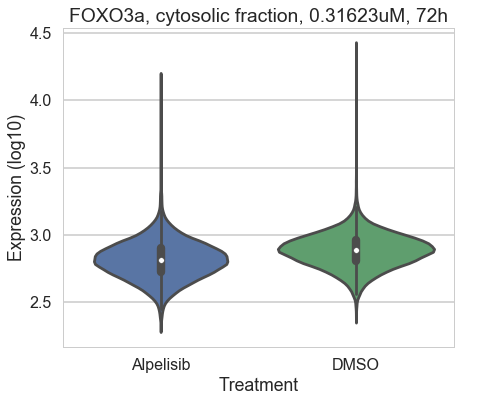 FOXO3a, cytosolic fraction, 0.31623uM, 72h
4.5
4.0
3.5
3.0
2.5
Expression (log10)
Alpelisib
DMSO
Treatment